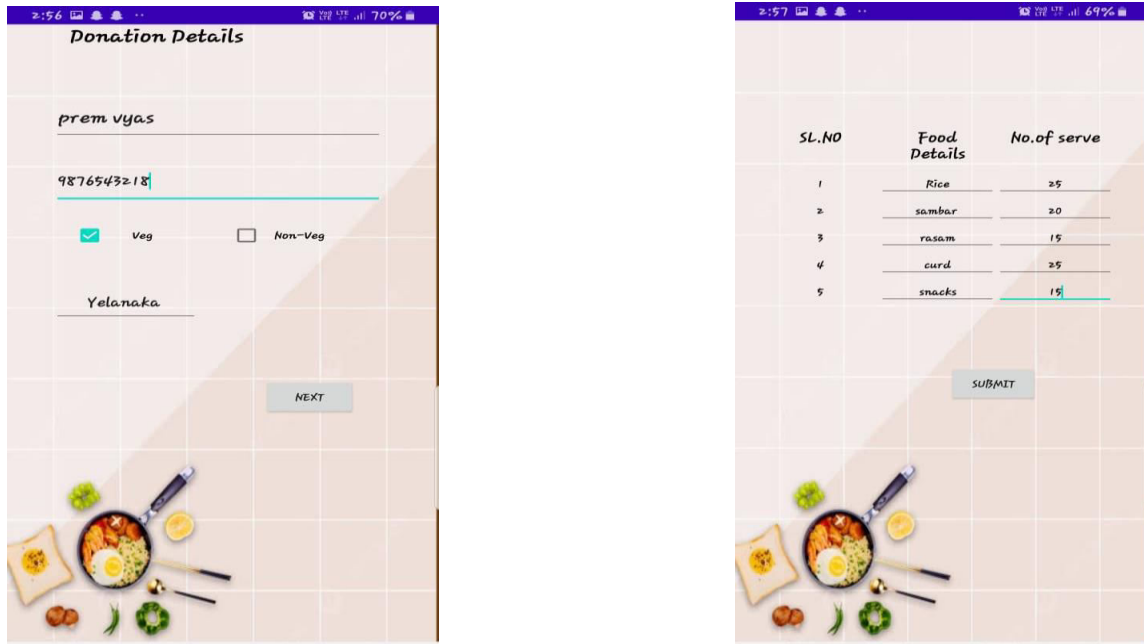 2:56 70%
Donation Details
prem vyas
9876543218
Veg Non-Veg
Yelanaka
NEXT
2:57 69%
SL.NO Food Details No.of serve
1 Rice 25
2 sambar 20
3 rasam 15
4 curd 25
5 snacks 15
SUBMIT